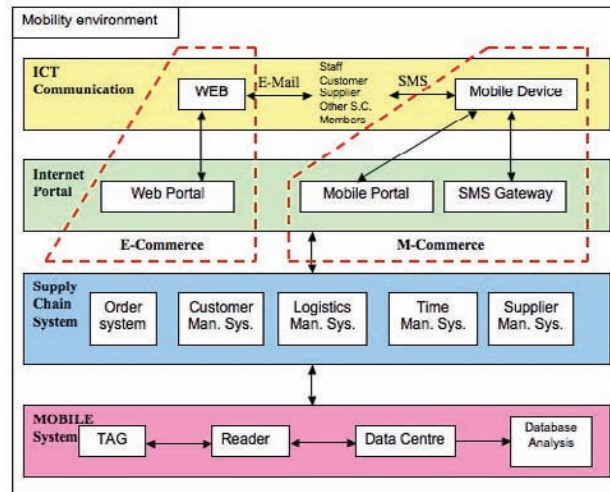 Mobility environment
ICT
Communication
WEB
E-Mail
Staff
Customer
Supplier
Other S.C.
Members
SMS
Mobile Device
Internet
Portal
Web Portal
Mobile Portal
SMS Gateway
E-Commerce
M-Commerce
Supply
Chain
System
Order
system
Customer
Man. Sys.
Logistics
Man. Sys.
Time
Man. Sys.
Supplier
Man. Sys.
MOBILE
System
TAG
Reader
Data Centre
Database
Analysis